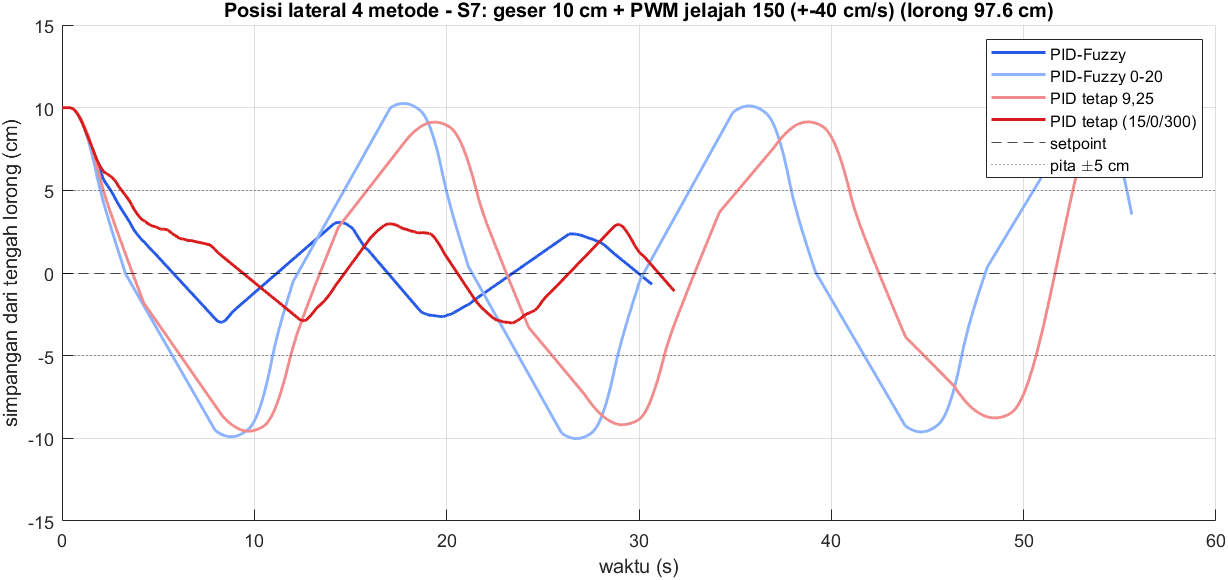 Posisi lateral 4 metode - S7: geser 10 cm + PWM jelajah 150 (+-40 cm/s) (lorong 97.6 cm)
PID-Fuzzy
PID-Fuzzy 0-20
PID tetap 9,25
PID tetap (15/0/300)
setpoint
pita ±5 cm
simpangan dari tengah lorong (cm)
15
10
5
0
-5
-10
-15
0
10
20
30
40
50
60
waktu (s)